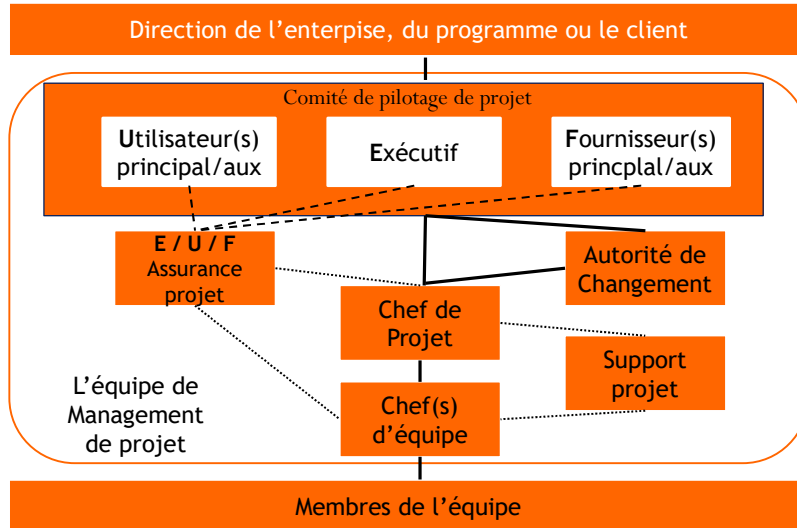 Direction de l'enterpise, du programme ou le client
Comité de pilotage de projet
Utilisateur(s)
principal/aux
Exécutif
Fournisseur(s)
princplal/aux
E / U / F
Assurance
projet
Autorité de
Changement
Chef de
Projet
Support
projet
L'équipe de
Management
de projet
Chef(s)
d'équipe
Membres de l'équipe